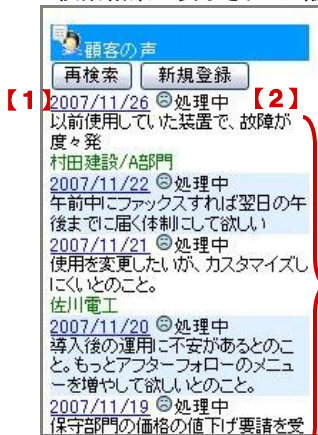 顧客の声
再検索 新規登録
【1】 2007/11/26 処理中 【2】
以前使用していた装置で、故障が
度々発
村田建設/A部門
2007/11/22 処理中
午前中にファックスすれば翌日の午
後までに届く体制にして欲しい
2007/11/21 処理中
使用を変更したいが、カスタマイズし
にくいとのこと。
佐川電工
2007/11/20 処理中
導入後の運用に不安があるとのこ
と。もっとアフターフォローのメニュ
ーを増やして欲しいとのこと。
2007/11/19 処理中
保守部門の価格の値下げ要請を受